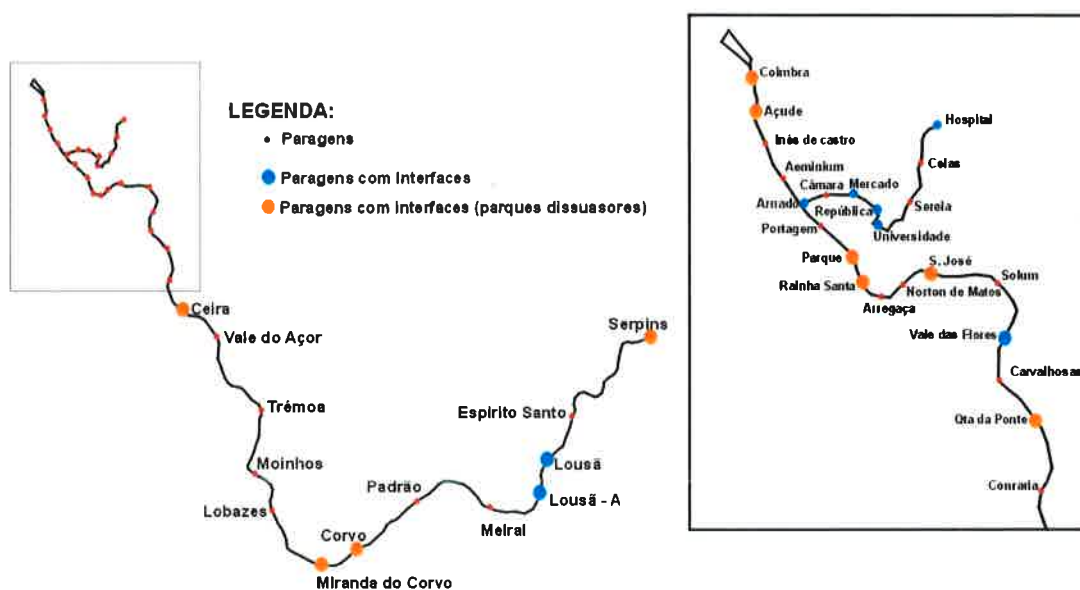 LEGENDA:
Paragens
Paragens com Interfaces
Paragens com interfaces (parques dissuasores)
Ceira
Vale do Açor
Trémoa
Moinhos
Lobazes
Miranda do Corvo
Corvo
Padrão
Meiral
Lousã - A
Lousã
Espirito Santo
Serpins
Coimbra
Açude
Inês de castro
Aeminium
Câmara
Mercado
Hospital
Celas
Sereia
Armado
República
Universidade
Portagem
Parque
Rainha Santa
Arregaça
Norton de Matos
S. José
Solum
Vale das Flores
Carvalhosas
Qta da Ponte
Conraria